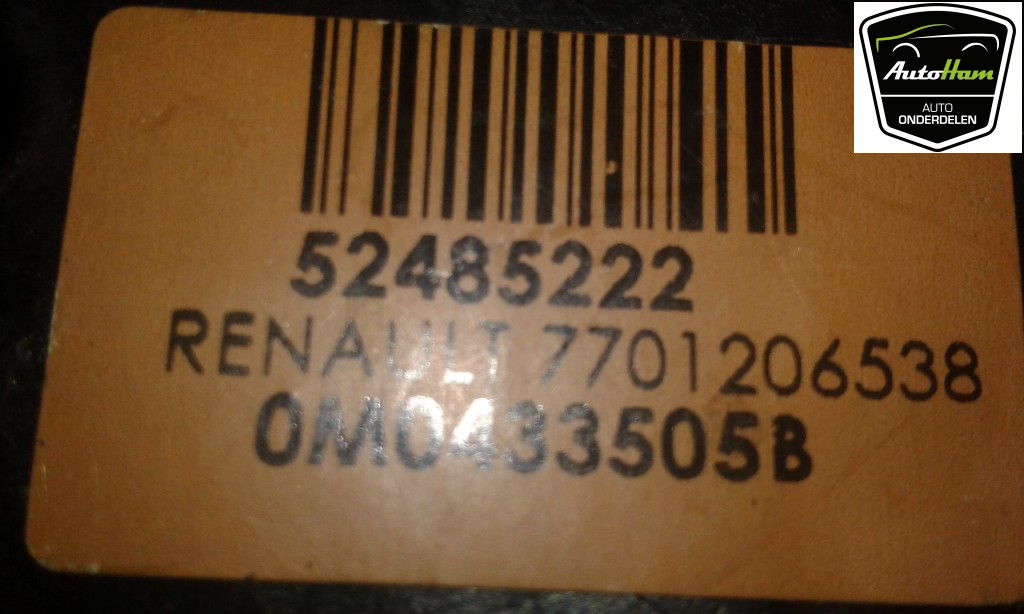 52485222
RENAULT 7701206538
0M0433505B
AutoHam
AUTO
ONDERDELEN